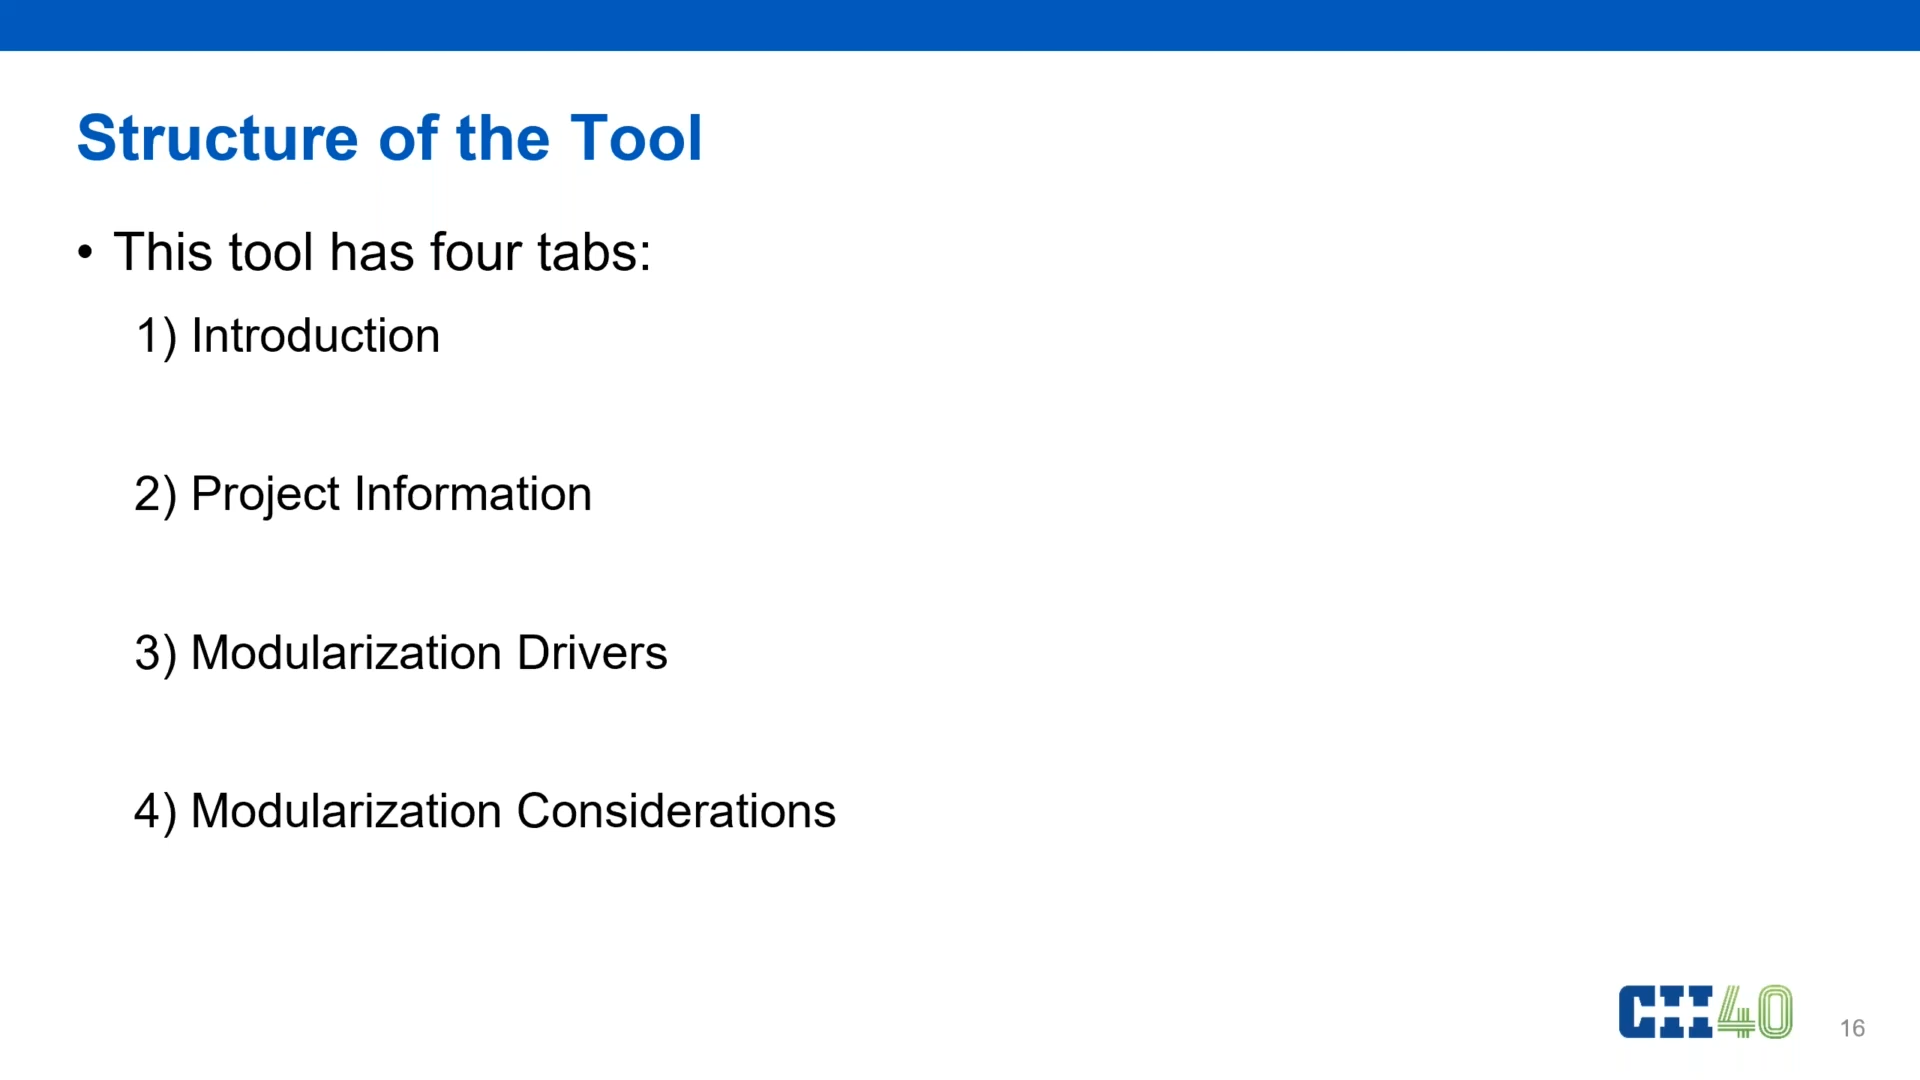 Structure of the Tool
• This tool has four tabs:
1) Introduction
2) Project Information
3) Modularization Drivers
4) Modularization Considerations
CII40
16